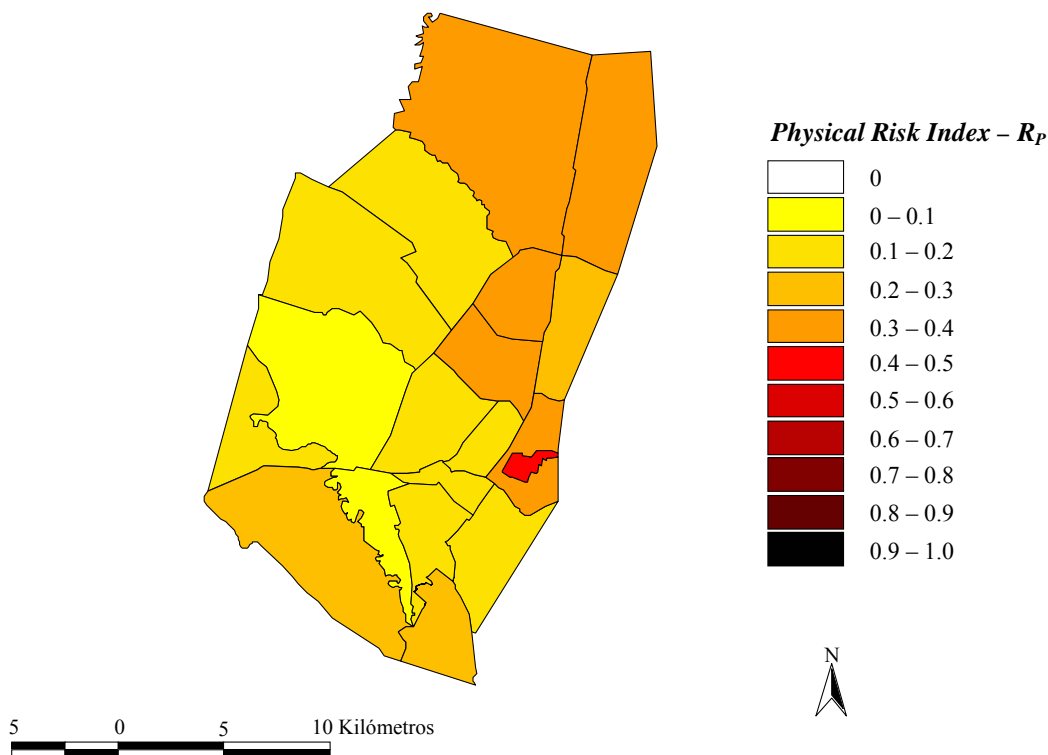 Physical Risk Index – RP
0
0 – 0.1
0.1 – 0.2
0.2 – 0.3
0.3 – 0.4
0.4 – 0.5
0.5 – 0.6
0.6 – 0.7
0.7 – 0.8
0.8 – 0.9
0.9 – 1.0
N
5 0 5 10 Kilómetros